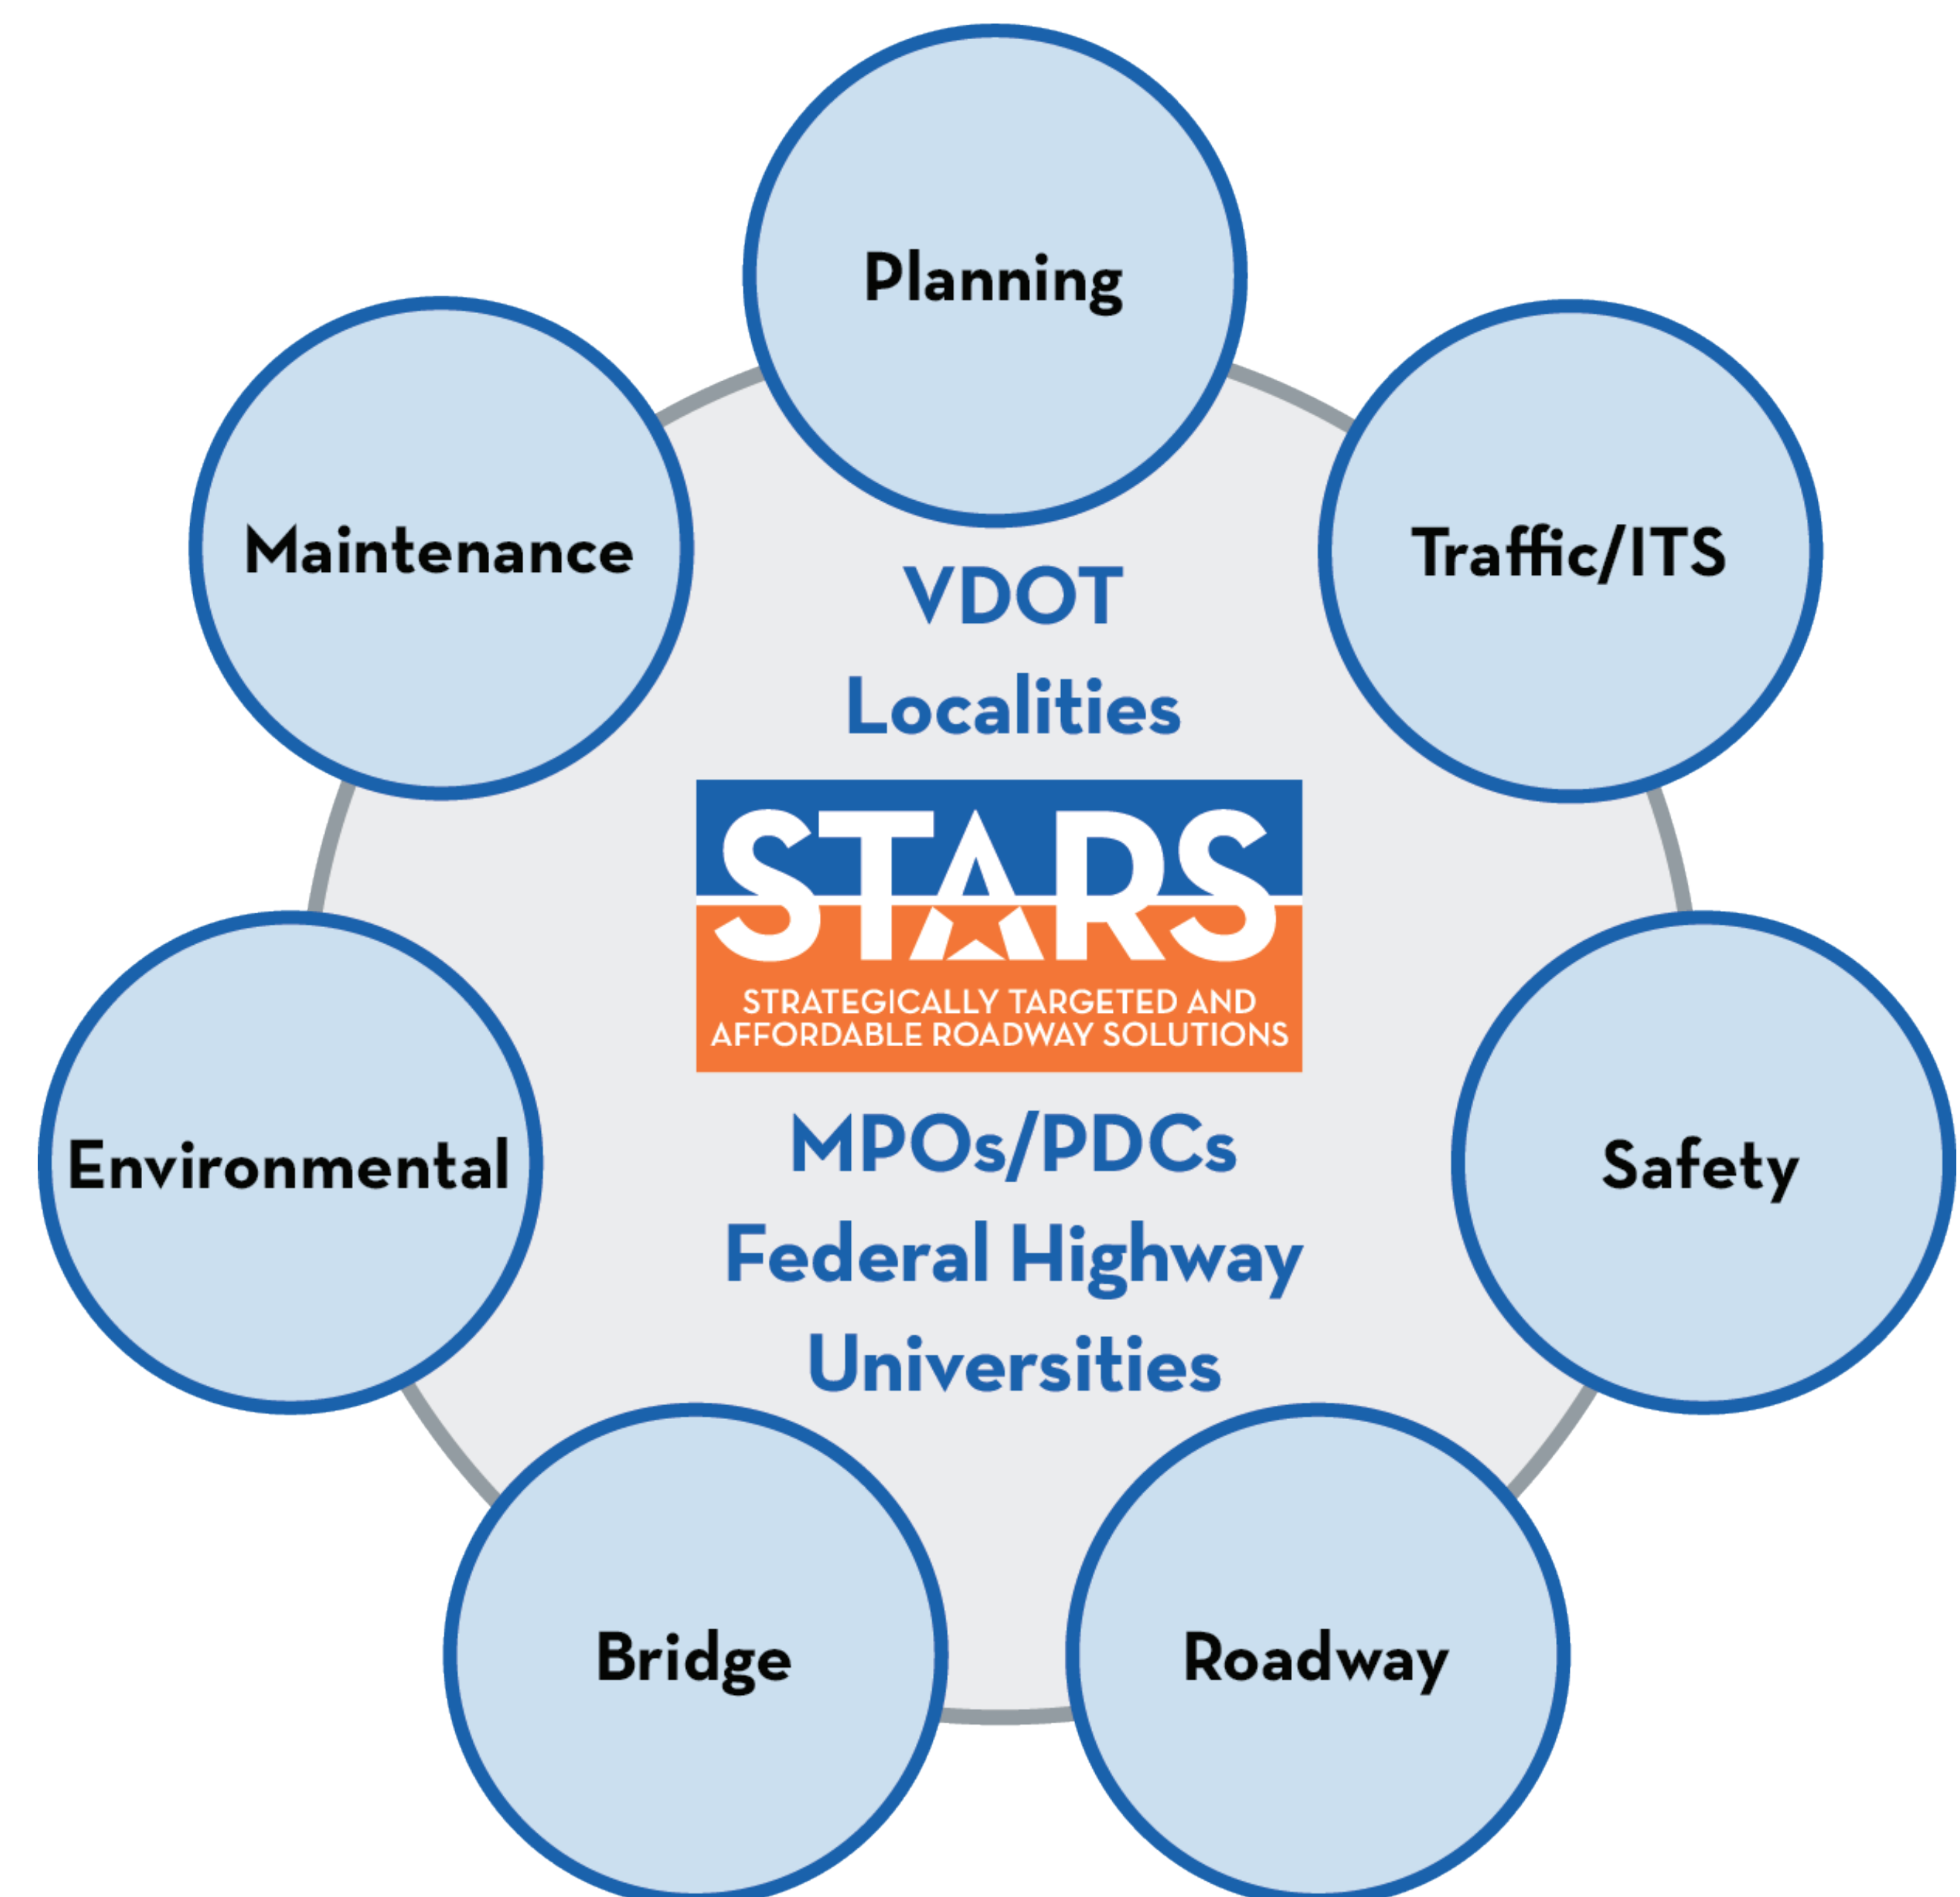 Planning
Maintenance
Traffic/ITS
VDOT
Localities
STARS
STRATEGICALLY TARGETED AND
AFFORDABLE ROADWAY SOLUTIONS
MPOs/PDCs
Environmental
Safety
Federal Highway
Universities
Bridge
Roadway